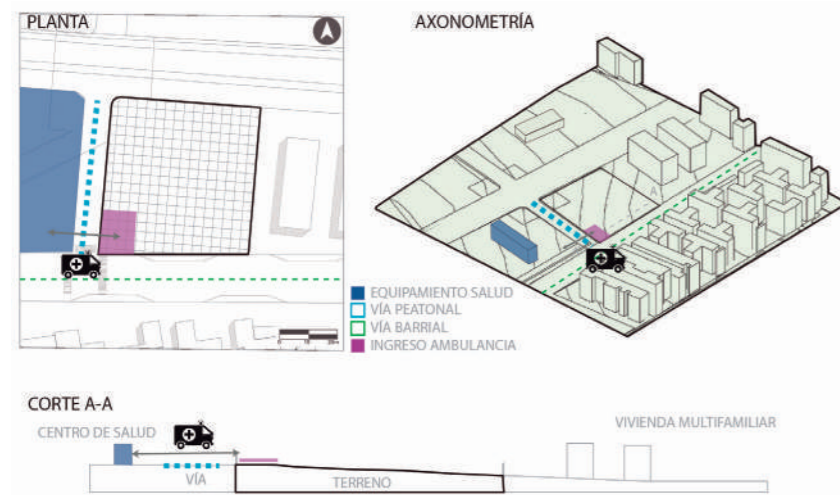 PLANTA
AXONOMETRÍA
A
EQUIPAMIENTO SALUD
VÍA PEATONAL
VÍA BARRIAL
INGRESO AMBULANCIA
CORTE A-A
CENTRO DE SALUD
VIVIENDA MULTIFAMILIAR
VÍA
TERRENO